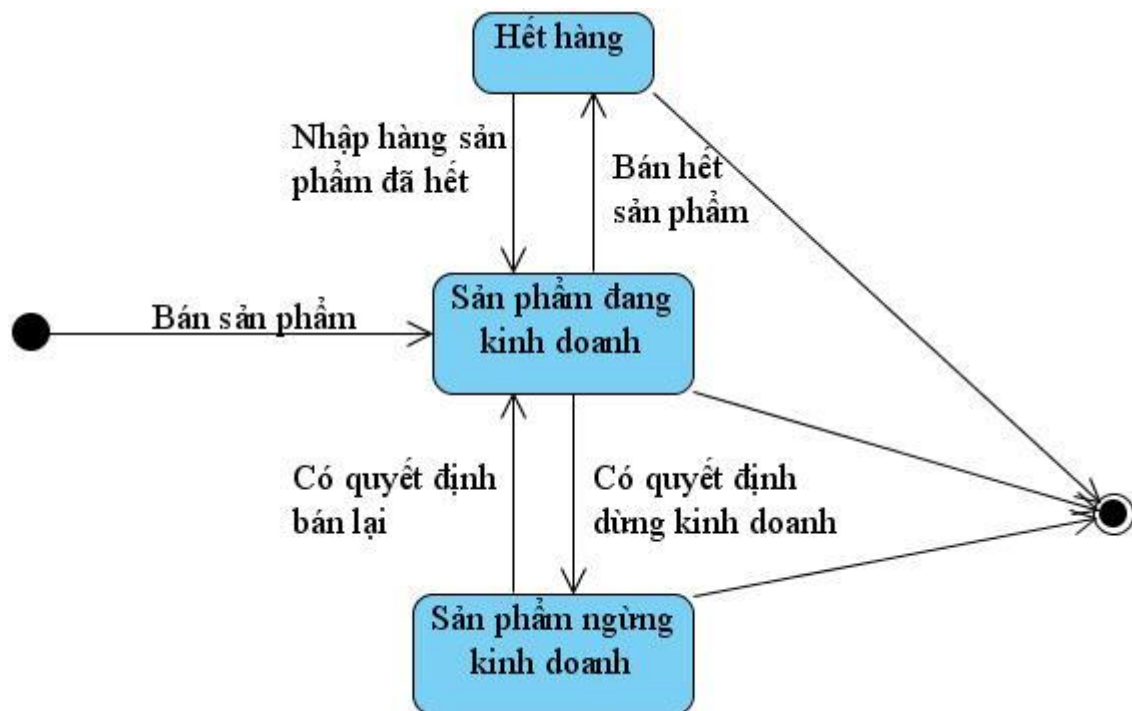 Hết hàng
Nhập hàng sản
phẩm đã hết
Bán hết
sản phẩm
Sản phẩm đang
kinh doanh
Bán sản phẩm
Có quyết định
bán lại
Có quyết định
dừng kinh doanh
Sản phẩm ngừng
kinh doanh